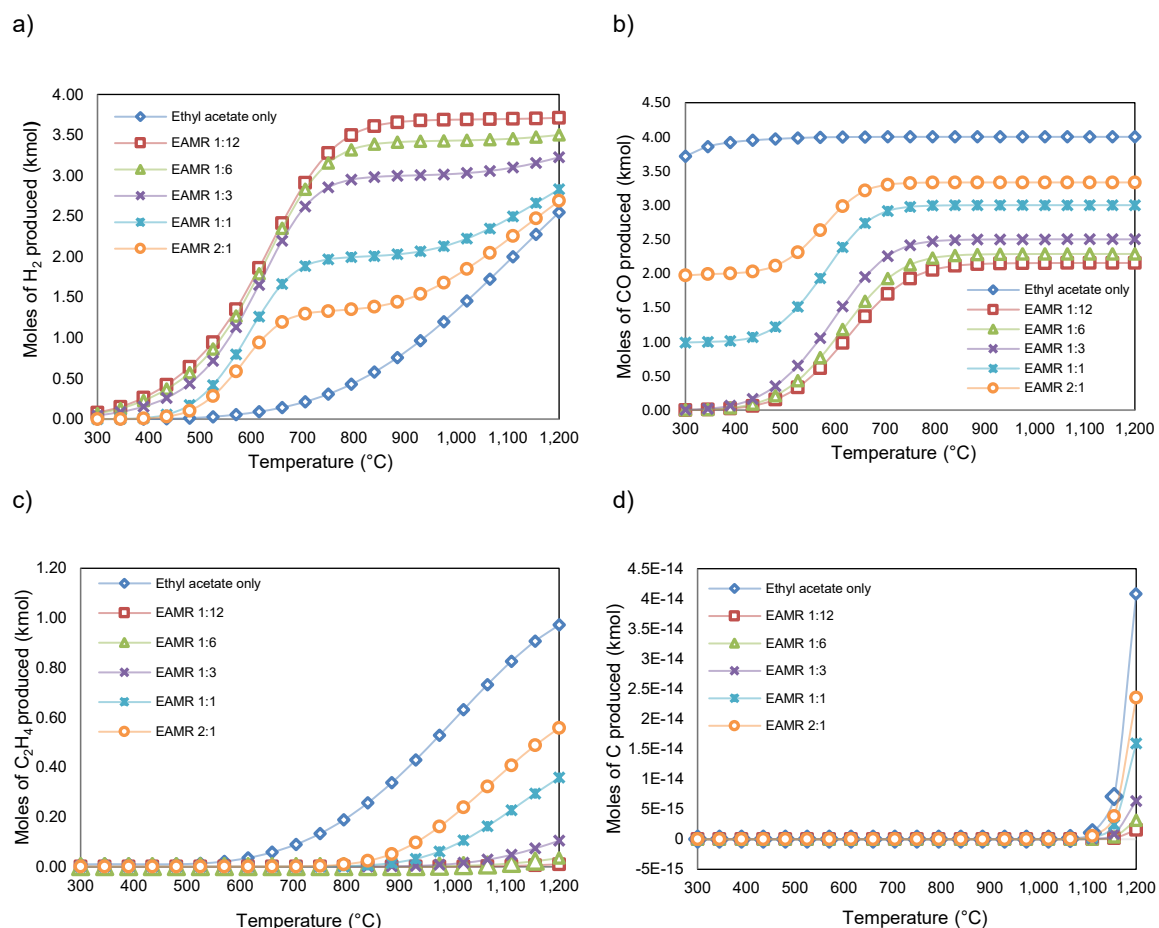 a)
Moles of H2 produced (kmol)
4.00
3.50
3.00
2.50
2.00
1.50
1.00
0.50
0.00
Ethyl acetate only
EAMR 1:12
EAMR 1:6
EAMR 1:3
EAMR 1:1
EAMR 2:1
300 400 500 600 700 800 900 1,000 1,100 1,200
Temperature (°C)
b)
Moles of CO produced (kmol)
4.50
4.00
3.50
3.00
2.50
2.00
1.50
1.00
0.50
0.00
Ethyl acetate only
EAMR 1:12
EAMR 1:6
EAMR 1:3
EAMR 1:1
EAMR 2:1
300 400 500 600 700 800 900 1,000 1,100 1,200
Temperature (°C)
c)
Moles of C2H4 produced (kmol)
1.20
1.00
0.80
0.60
0.40
0.20
0.00
Ethyl acetate only
EAMR 1:12
EAMR 1:6
EAMR 1:3
EAMR 1:1
EAMR 2:1
300 400 500 600 700 800 900 1,000 1,100 1,200
Temperature (°C)
d)
Moles of C produced (kmol)
4.5E-14
4E-14
3.5E-14
3E-14
2.5E-14
2E-14
1.5E-14
1E-14
5E-15
0
-5E-15
Ethyl acetate only
EAMR 1:12
EAMR 1:6
EAMR 1:3
EAMR 1:1
EAMR 2:1
300 400 500 600 700 800 900 1,000 1,100 1,200
Temperature (°C)